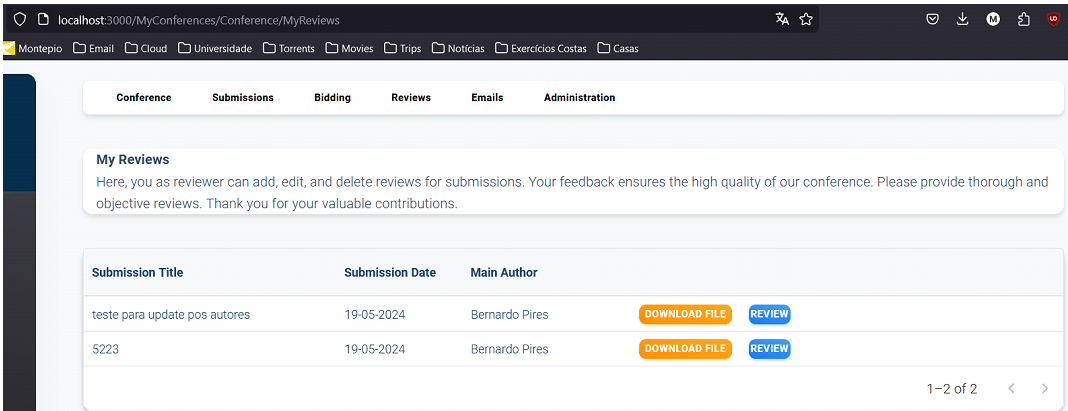 localhost:3000/MyConferences/Conference/MyReviews
Montepio Email Cloud Universidade Torrents Movies Trips Notícias Exercícios Costas Casas
Conference Submissions Bidding Reviews Emails Administration
My Reviews
Here, you as reviewer can add, edit, and delete reviews for submissions. Your feedback ensures the high quality of our conference. Please provide thorough and
objective reviews. Thank you for your valuable contributions.
Submission Title Submission Date Main Author
teste para update pos autores 19-05-2024 Bernardo Pires DOWNLOAD FILE REVIEW
5223 19-05-2024 Bernardo Pires DOWNLOAD FILE REVIEW
1–2 of 2